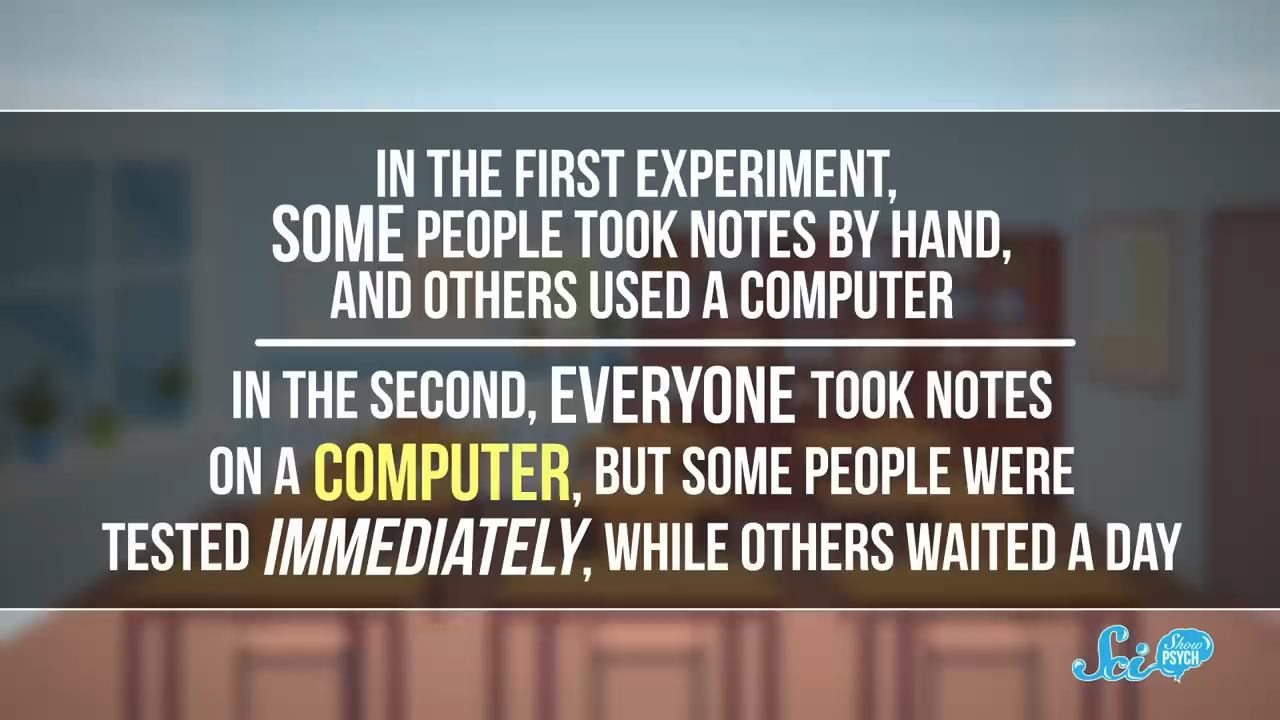 IN THE FIRST EXPERIMENT,
SOME PEOPLE TOOK NOTES BY HAND,
AND OTHERS USED A COMPUTER
IN THE SECOND, EVERYONE TOOK NOTES
ON A COMPUTER, BUT SOME PEOPLE WERE
TESTED IMMEDIATELY, WHILE OTHERS WAITED A DAY
Sci Show
PSYCH